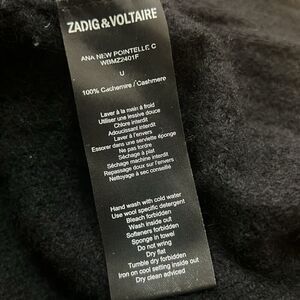 ZADIG & VOLTAIRE
ANA NEW POINTELLE C
WBMZ2401F
U
100% Cachemire / Cashmere
Laver à la main à froid
Utiliser une lessive douce
Chlore interdit
Adoucissant interdit
Laver à l'envers
Essorer dans une serviette éponge
Ne pas tordre
Séchage à plat
Séchage machine interdit
Repassage doux sur l'envers
Nettoyage à sec conseillé
Hand wash with cold water
Use wool specific detergent
Bleach forbidden
Wash inside out
Softeners forbidden
Sponge in towel
Do not wring
Dry flat
Tumble dry forbidden
Iron on cool setting inside out
Dry clean adviced